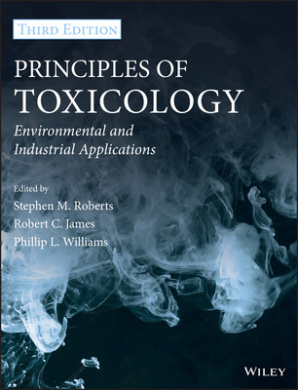 THIRD EDITION
PRINCIPLES OF
TOXICOLOGY
Environmental and
Industrial Applications
Edited by
Stephen M. Roberts
Robert C. James
Phillip L. Williams
WILEY